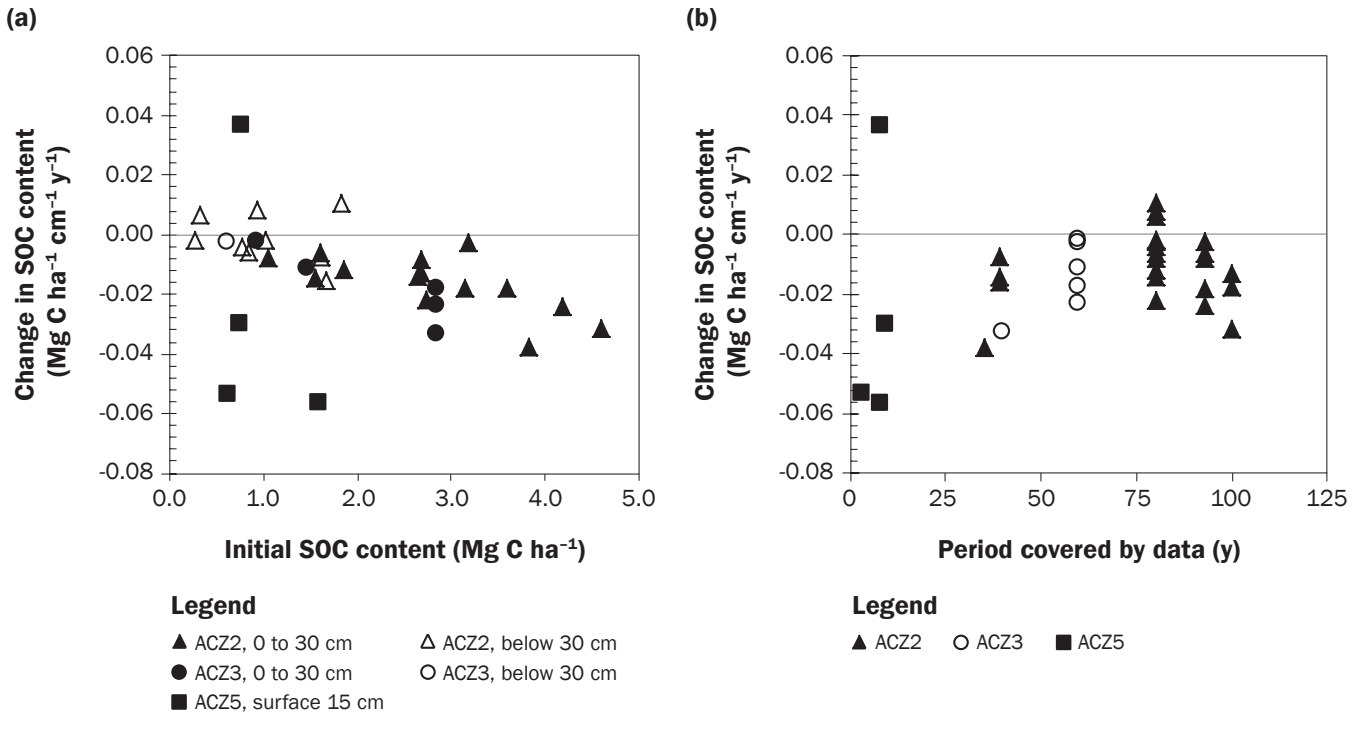 (a)
Change in SOC content
(Mg C ha⁻¹ cm⁻¹ y⁻¹)
0.06
0.04
0.02
0.00
-0.02
-0.04
-0.06
-0.08
0.0 1.0 2.0 3.0 4.0 5.0
Initial SOC content (Mg C ha⁻¹)
Legend
ACZ2, 0 to 30 cm ACZ2, below 30 cm
ACZ3, 0 to 30 cm ACZ3, below 30 cm
ACZ5, surface 15 cm
(b)
Change in SOC content
(Mg C ha⁻¹ cm⁻¹ y⁻¹)
0.06
0.04
0.02
0.00
-0.02
-0.04
-0.06
-0.08
0 25 50 75 100 125
Period covered by data (y)
Legend
ACZ2 ACZ3 ACZ5